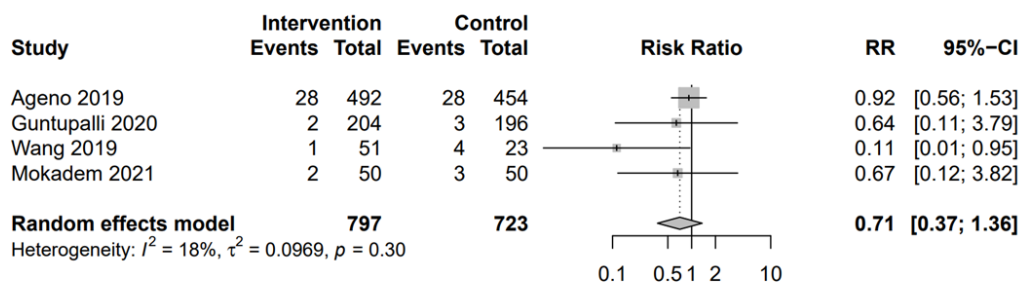 Intervention Control
Study Events Total Events Total Risk Ratio RR 95%−CI
Ageno 2019 28 492 28 454 0.92 [0.56; 1.53]
Guntupalli 2020 2 204 3 196 0.64 [0.11; 3.79]
Wang 2019 1 51 4 23 0.11 [0.01; 0.95]
Mokadem 2021 2 50 3 50 0.67 [0.12; 3.82]
Random effects model 797 723 0.71 [0.37; 1.36]
Heterogeneity: I² = 18%, τ² = 0.0969, p = 0.30
0.1 0.5 1 2 10